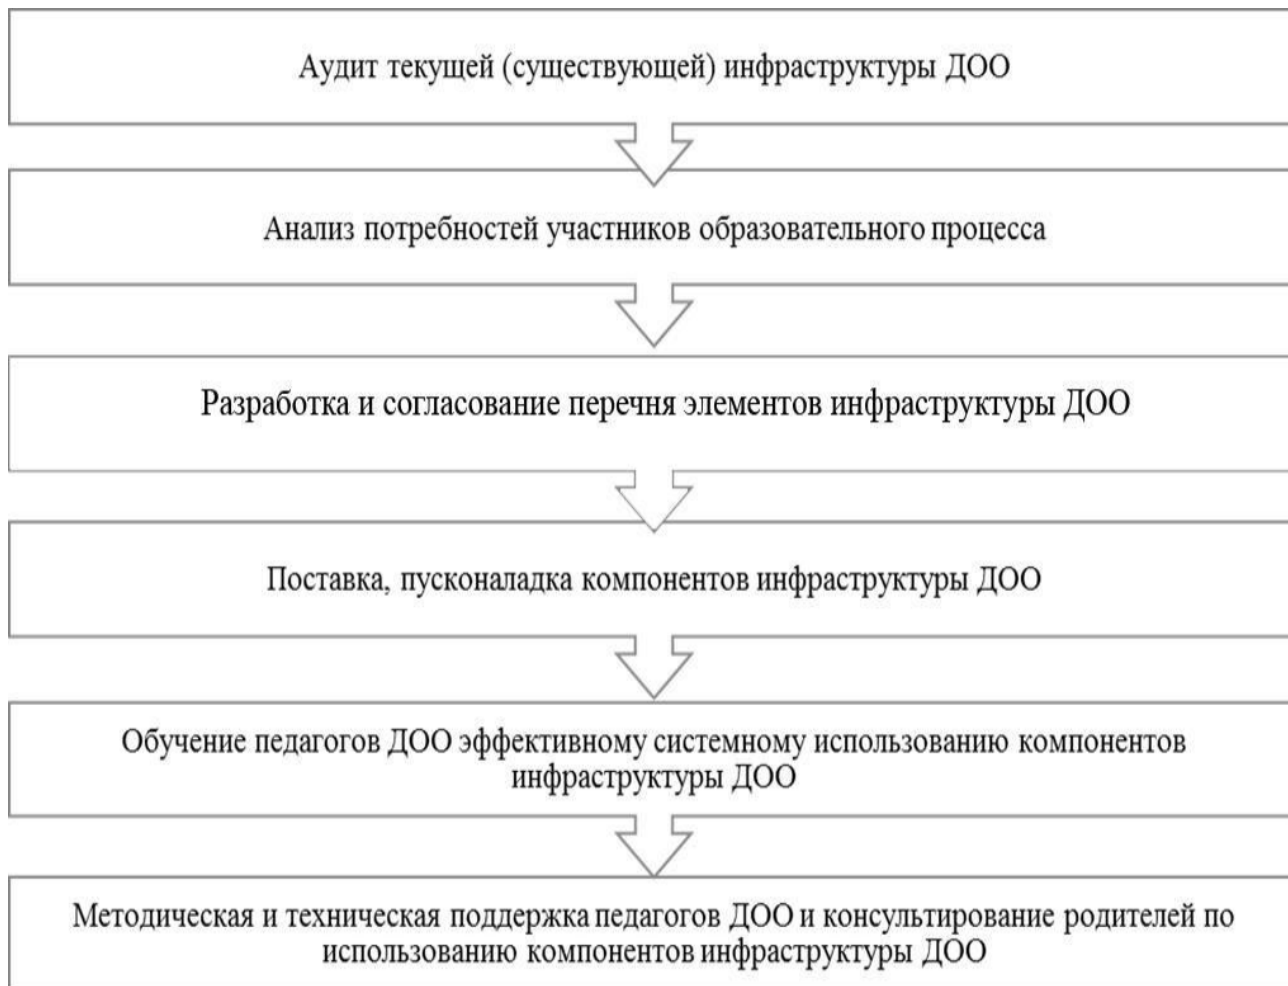 Аудит текущей (существующей) инфраструктуры ДОО
Анализ потребностей участников образовательного процесса
Разработка и согласование перечня элементов инфраструктуры ДОО
Поставка, пусконаладка компонентов инфраструктуры ДОО
Обучение педагогов ДОО эффективному системному использованию компонентов
инфраструктуры ДОО
Методическая и техническая поддержка педагогов ДОО и консультирование родителей по
использованию компонентов инфраструктуры ДОО